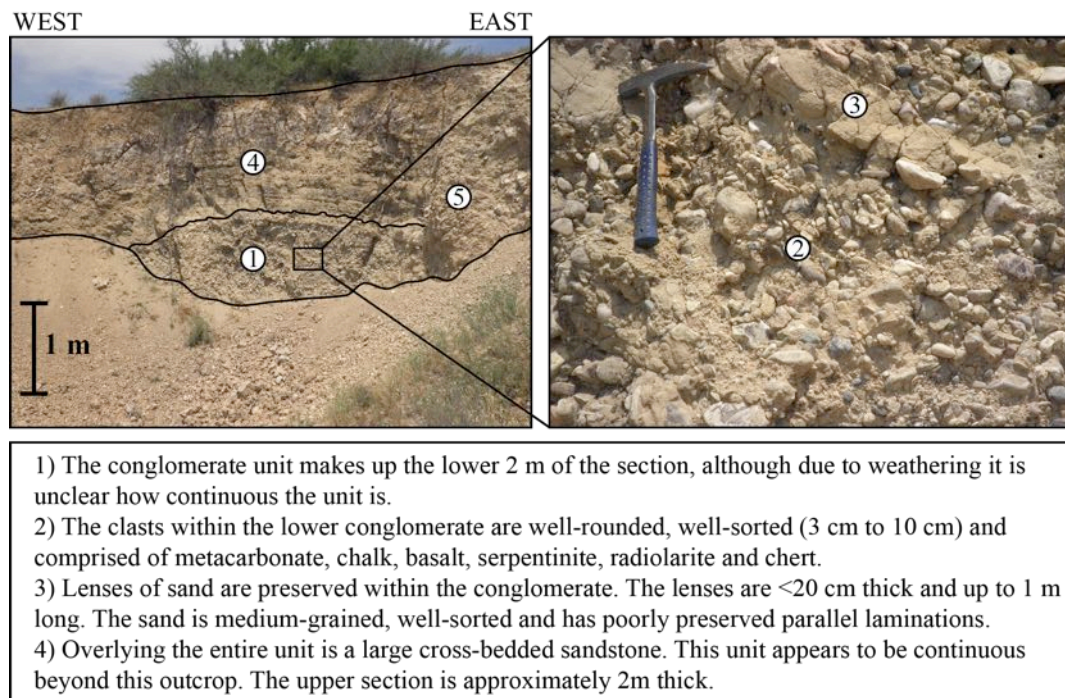 WEST EAST
4
5
1
1 m
3
2
1) The conglomerate unit makes up the lower 2 m of the section, although due to weathering it is
unclear how continuous the unit is.
2) The clasts within the lower conglomerate are well-rounded, well-sorted (3 cm to 10 cm) and
comprised of metacarbonate, chalk, basalt, serpentinite, radiolarite and chert.
3) Lenses of sand are preserved within the conglomerate. The lenses are <20 cm thick and up to 1 m
long. The sand is medium-grained, well-sorted and has poorly preserved parallel laminations.
4) Overlying the entire unit is a large cross-bedded sandstone. This unit appears to be continuous
beyond this outcrop. The upper section is approximately 2m thick.